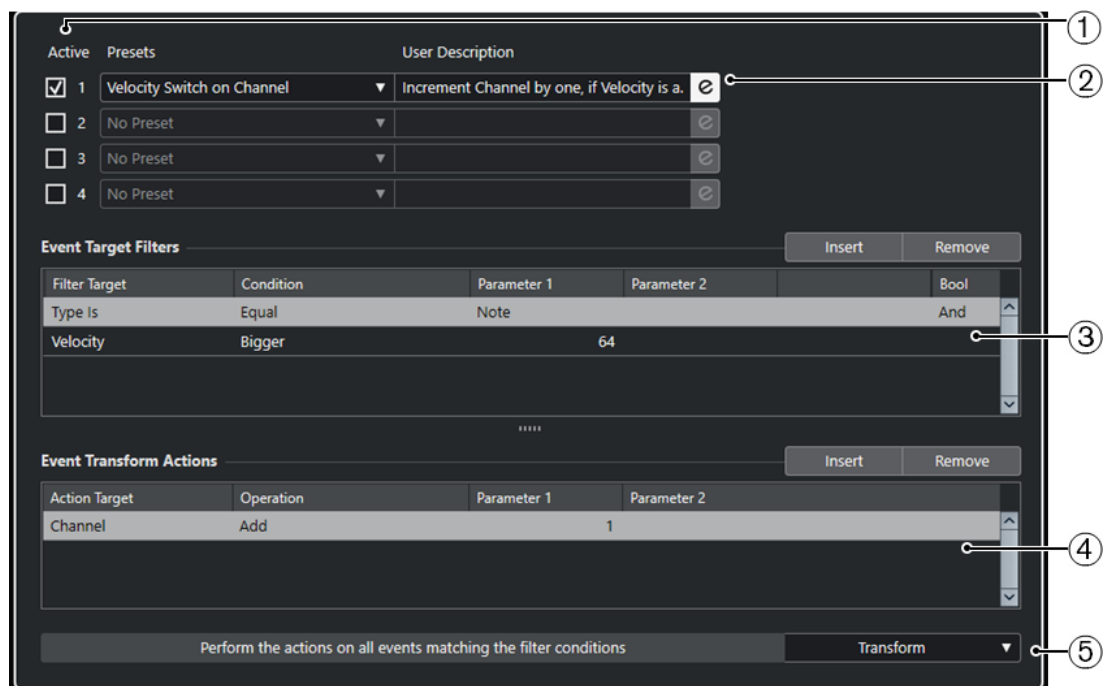 ①
Active Presets User Description
1 Velocity Switch on Channel Increment Channel by one, if Velocity is a. e ②
2 No Preset e
3 No Preset e
4 No Preset e
Event Target Filters Insert Remove
Filter Target Condition Parameter 1 Parameter 2 Bool
Type Is Equal Note And
Velocity Bigger 64 ③
Event Transform Actions Insert Remove
Action Target Operation Parameter 1 Parameter 2
Channel Add 1
④
Perform the actions on all events matching the filter conditions Transform ⑤